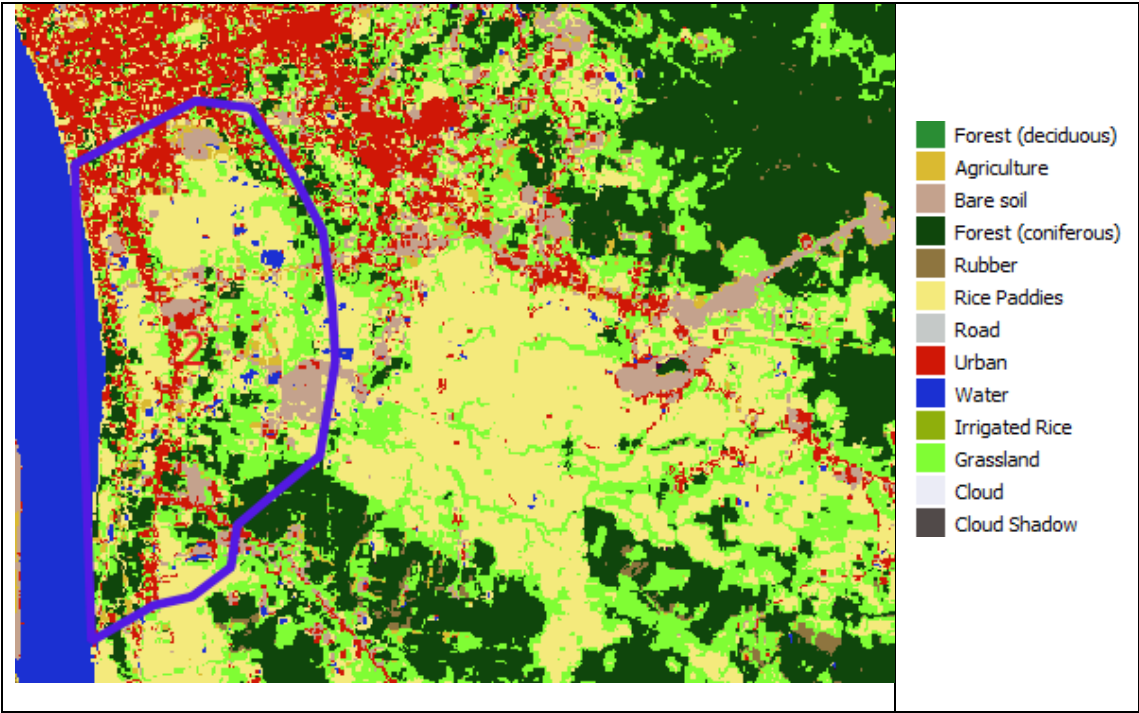 2
Forest (deciduous)
Agriculture
Bare soil
Forest (coniferous)
Rubber
Rice Paddies
Road
Urban
Water
Irrigated Rice
Grassland
Cloud
Cloud Shadow